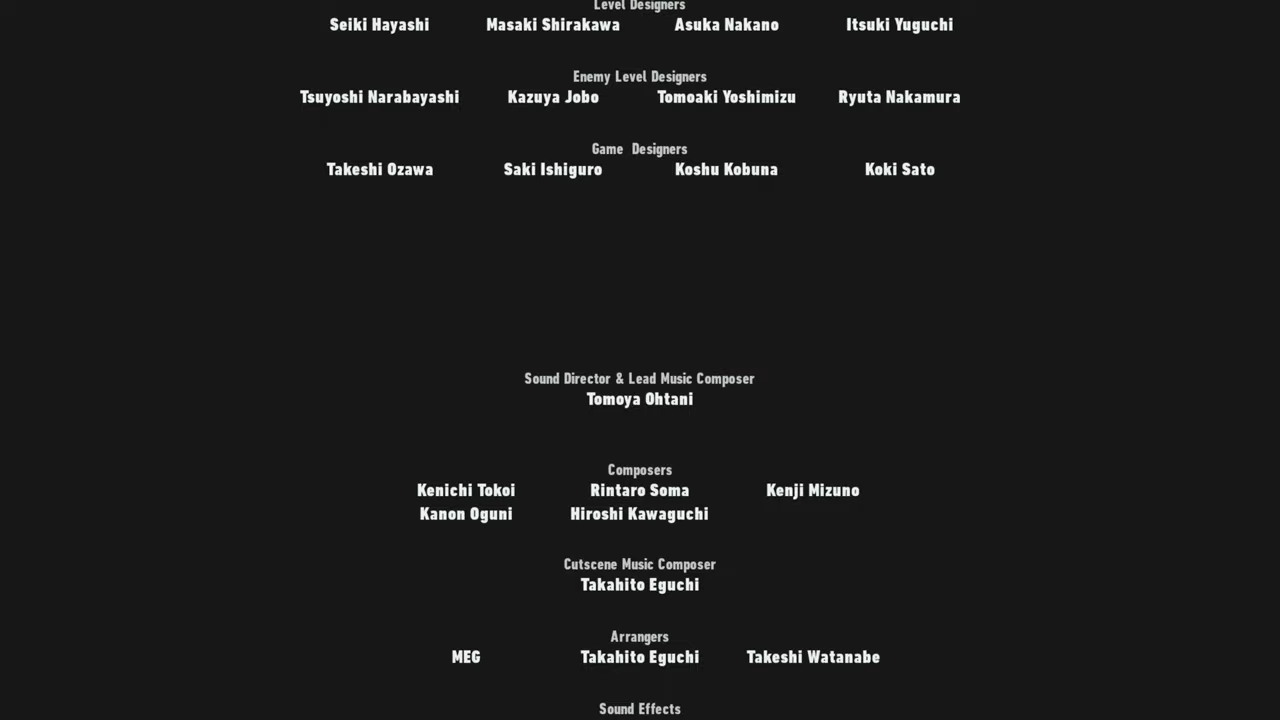 Level Designers
Seiki Hayashi Masaki Shirakawa Asuka Nakano Itsuki Yuguchi
Enemy Level Designers
Tsuyoshi Narabayashi Kazuya Jobo Tomoaki Yoshimizu Ryuta Nakamura
Game Designers
Takeshi Ozawa Saki Ishiguro Koshu Kobuna Koki Sato
Sound Director & Lead Music Composer
Tomoya Ohtani
Composers
Kenichi Tokoi Rintaro Soma Kenji Mizuno
Kanon Oguni Hiroshi Kawaguchi
Cutscene Music Composer
Takahito Eguchi
Arrangers
MEG Takahito Eguchi Takeshi Watanabe
Sound Effects